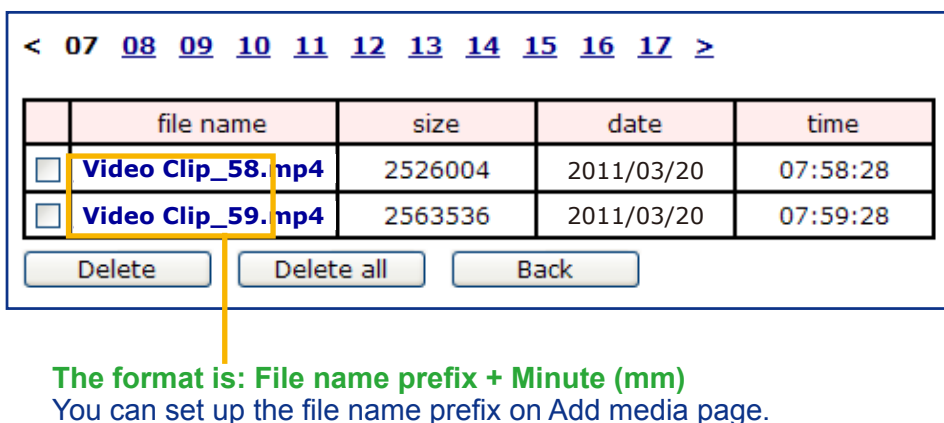 < 07 08 09 10 11 12 13 14 15 16 17 >
file name size date time
Video Clip_58.mp4 2526004 2011/03/20 07:58:28
Video Clip_59.mp4 2563536 2011/03/20 07:59:28
Delete Delete all Back
The format is: File name prefix + Minute (mm)
You can set up the file name prefix on Add media page.